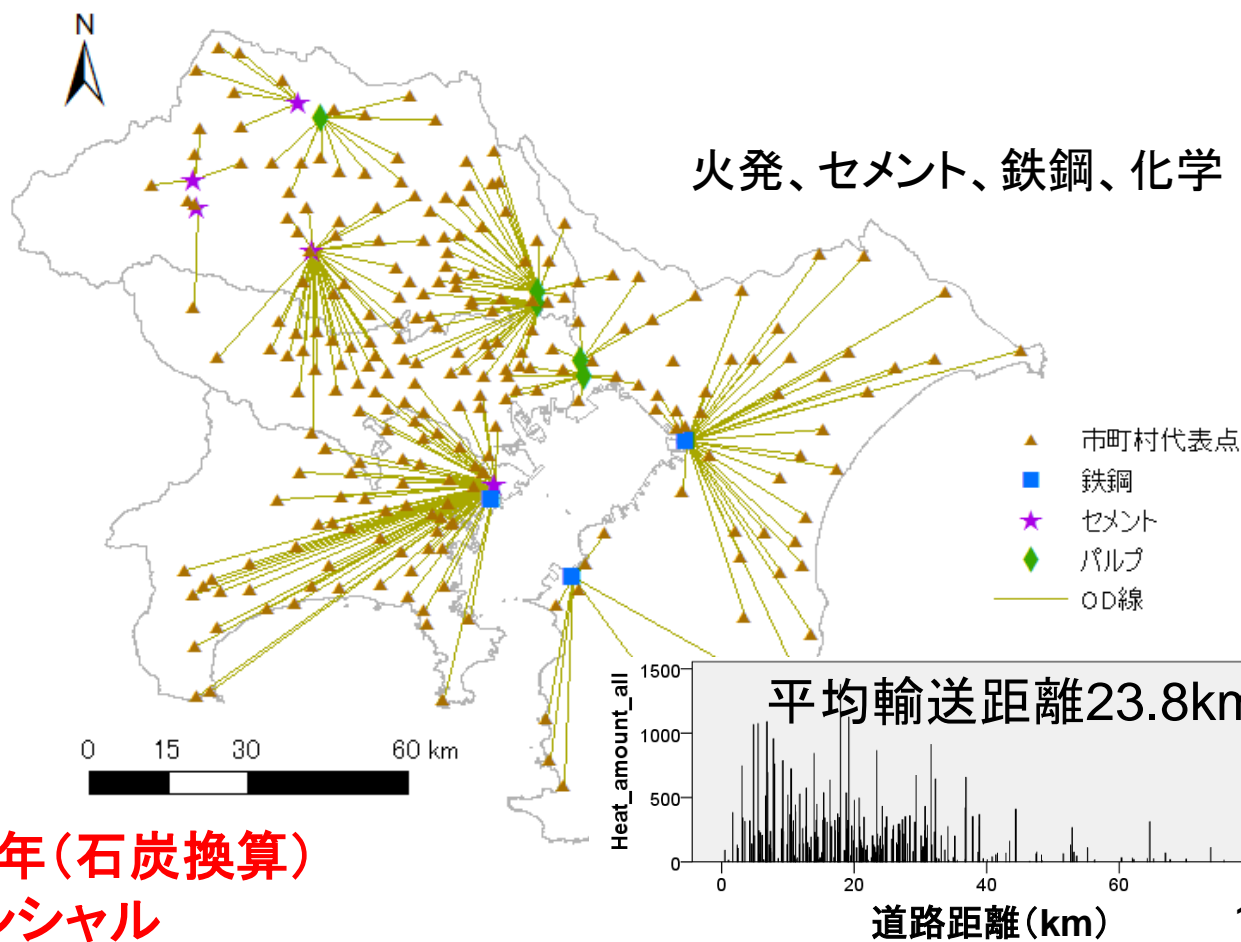 N
火発、セメント、鉄鋼、化学
市町村代表点
鉄鋼
セメント
パルプ
OD線
0 15 30 60 km
平均輸送距離23.8km
Heat_amount_all
1500
1000
500
0
0 20 40 60
道路距離(km)
年(石炭換算)
シャル